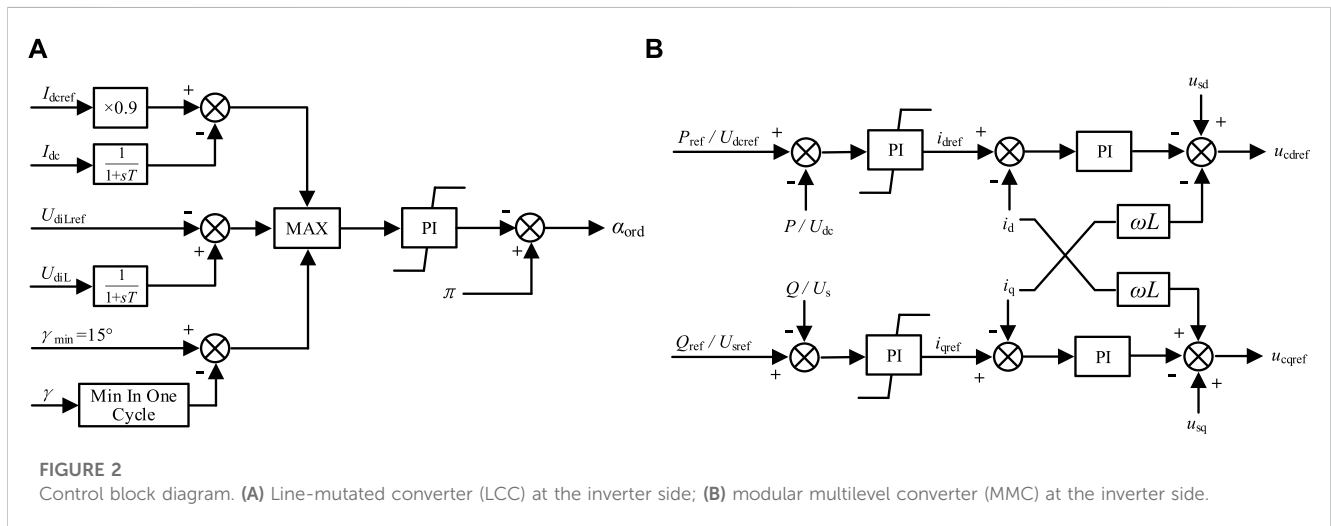 A
I_dcref
×0.9
+
-
I_dc
1
1+sT
U_diLref
-
+
U_diL
1
1+sT
MAX
PI
-
+
α_ord
π
γ_min=15°
+
-
γ
Min In One
Cycle
B
P_ref / U_dcref
+
-
P / U_dc
PI
i_dref
+
-
i_d
PI
u_sd
-
+
-
u_cdref
ωL
i_q
ωL
Q / U_s
-
Q_ref / U_sref
+
PI
i_qref
-
+
PI
+
-
+
u_cqref
u_sq
FIGURE 2
Control block diagram. (A) Line-mutated converter (LCC) at the inverter side; (B) modular multilevel converter (MMC) at the inverter side.